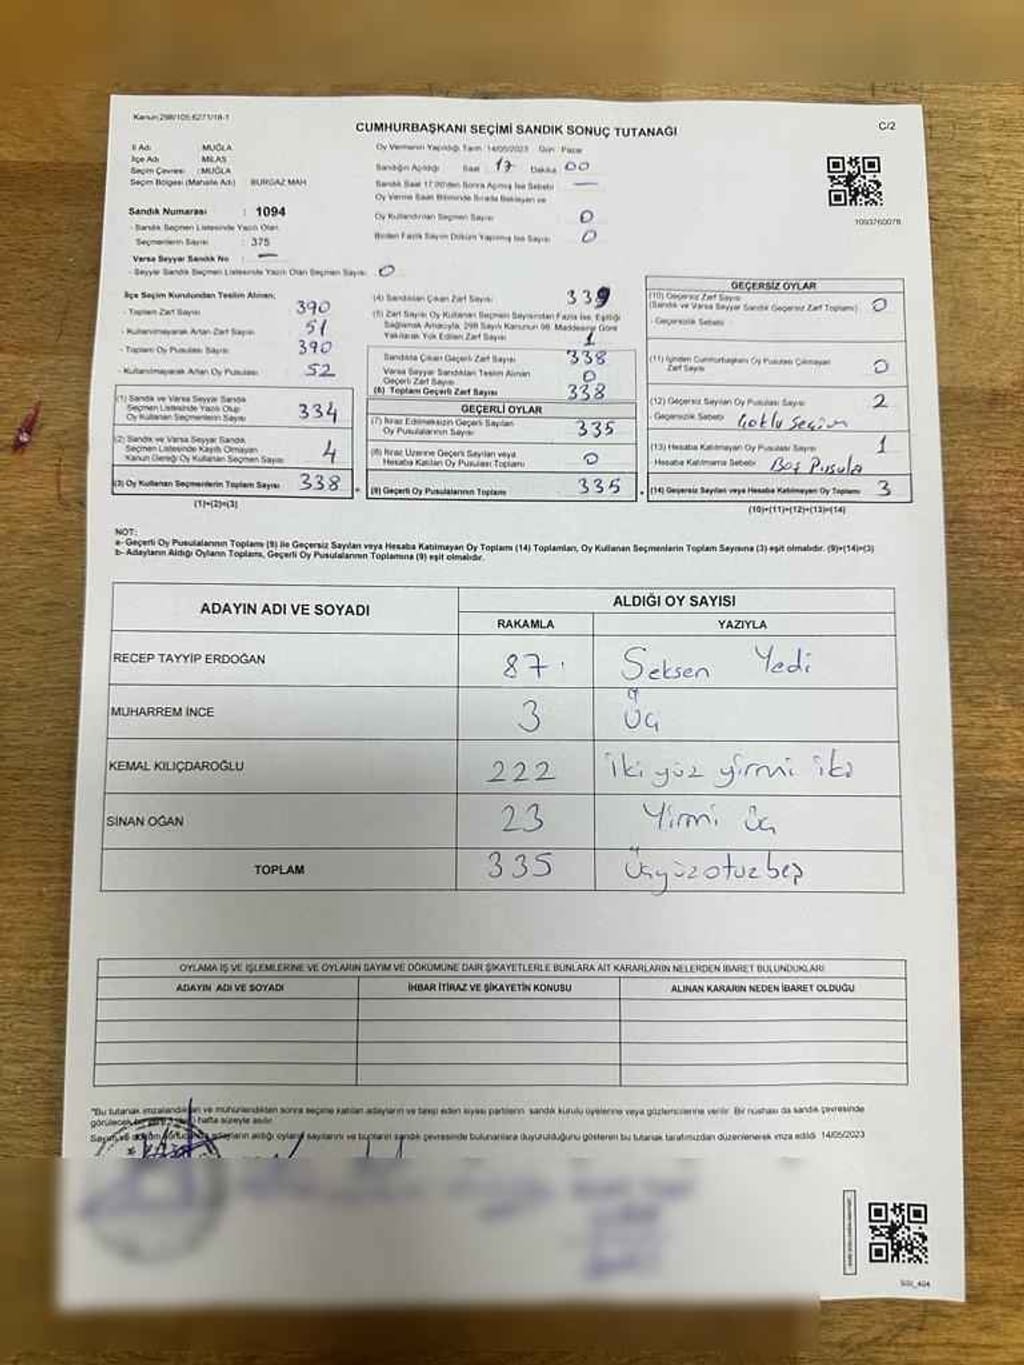 Kanun:298/105,6271/18-1
CUMHURBAŞKANI SEÇİMİ SANDIK SONUÇ TUTANAĞI
C/2
İl Adı : MUĞLA
İlçe Adı : MİLAS
Seçim Çevresi : MUĞLA
Seçim Bölgesi (Mahalle Adı) : BURGAZ MAH
Sandık Numarası : 1094
- Sandık Seçmen Listesinde Yazılı Olan
Seçmenlerin Sayısı : 375
Varsa Seyyar Sandık No : —
- Seyyar Sandık Seçmen Listesinde Yazılı Olan Seçmen Sayısı : 0
Oy Vermenin Yapıldığı Tarih 14/05/2023 Gün Pazar
Sandığın Açıldığı Saat 17 Dakika 00
Sandık Saat 17.00'den Sonra Açılmış İse Sebebi —
Oy Verme Saati Bitiminde Sırada Bekleyen ve
Oy Kullandırılan Seçmen Sayısı 0
Birden Fazla Sayım Döküm Yapılmış İse Sayısı 0
1093760078
İlçe Seçim Kurulundan Teslim Alınan;
- Toplam Zarf Sayısı 390
- Kullanılmayarak Artan Zarf Sayısı 51
- Toplam Oy Pusulası Sayısı 390
- Kullanılmayarak Artan Oy Pusulası 52
(1) Sandık ve Varsa Seyyar Sandık
Seçmen Listesinde Yazılı Olup
Oy Kullanan Seçmenlerin Sayısı 334
(2) Sandık ve Varsa Seyyar Sandık
Seçmen Listesinde Kayıtlı Olmayan
Kanun Gereği Oy Kullanan Seçmen Sayısı 4
(3) Oy Kullanan Seçmenlerin Toplam Sayısı 338
(1)+(2)=(3)
(4) Sandıktan Çıkan Zarf Sayısı 339
(5) Zarf Sayısı Oy Kullanan Seçmen Sayısından Fazla İse, Eşitliği
Sağlamak Amacıyla, 298 Sayılı Kanunun 98. Maddesine Göre
Yakılarak Yok Edilen Zarf Sayısı 1
Sandıkta Çıkan Geçerli Zarf Sayısı 338
Varsa Seyyar Sandıktan Teslim Alınan
Geçerli Zarf Sayısı 0
(6) Toplam Geçerli Zarf Sayısı 338
GEÇERLİ OYLAR
(7) İtiraz Edilmeksizin Geçerli Sayılan
Oy Pusulalarının Sayısı 335
(8) İtiraz Üzerine Geçerli Sayılan veya
Hesaba Katılan Oy Pusulası Toplamı 0
(9) Geçerli Oy Pusulalarının Toplamı 335
GEÇERSİZ OYLAR
(10) Geçersiz Zarf Sayısı
(Sandık ve Varsa Seyyar Sandık Geçersiz Zarf Toplamı) 0
- Geçersizlik Sebebi
(11) İçinden Cumhurbaşkanı Oy Pusulası Çıkmayan
Zarf Sayısı 0
(12) Geçersiz Sayılan Oy Pusulası Sayısı 2
- Geçersizlik Sebebi Çoklu Seçim
(13) Hesaba Katılmayan Oy Pusulası Sayısı 1
- Hesaba Katılmama Sebebi Boş Pusula
(14) Geçersiz Sayılan veya Hesaba Katılmayan Oy Toplamı 3
(10)+(11)+(12)+(13)=(14)
NOT:
a- Geçerli Oy Pusulalarının Toplamı (9) ile Geçersiz Sayılan veya Hesaba Katılmayan Oy Toplamı (14) Toplamları, Oy Kullanan Seçmenlerin Toplam Sayısına (3) eşit olmalıdır. (9)+(14)=(3)
b- Adayların Aldığı Oyların Toplamı, Geçerli Oy Pusulalarının Toplamına (9) eşit olmalıdır.
ADAYIN ADI VE SOYADI
ALDIĞI OY SAYISI
RAKAMLA YAZIYLA
RECEP TAYYİP ERDOĞAN 87 Seksen Yedi
MUHARREM İNCE 3 Üç
KEMAL KILIÇDAROĞLU 222 İki yüz yirmi iki
SİNAN OĞAN 23 Yirmi üç
TOPLAM 335 Üçyüzotuzbeş
OYLAMA İŞ VE İŞLEMLERİNE VE OYLARIN SAYIM VE DÖKÜMÜNE DAİR ŞİKAYETLERLE BUNLARA AİT KARARLARIN NELERDEN İBARET BULUNDUKLARI
ADAYIN ADI VE SOYADI İHBAR İTİRAZ VE ŞİKAYETİN KONUSU ALINAN KARARIN NEDEN İBARET OLDUĞU
"Bu tutanak imzalandıktan ve mühürlendikten sonra seçime katılan adayların ve takip eden siyasi partilerin sandık kurulu üyelerine veya gözlemcilerine verilir. Bir nüshası da sandık çevresinde
görülecek bir hafta süreyle asılır.
adayların aldığı oyların sayılarını ve bunların sandık çevresinde bulunanlara duyurulduğunu gösteren bu tutanak tarafımızdan düzenlenerek imza edildi 14/05/2023
SSİ_404